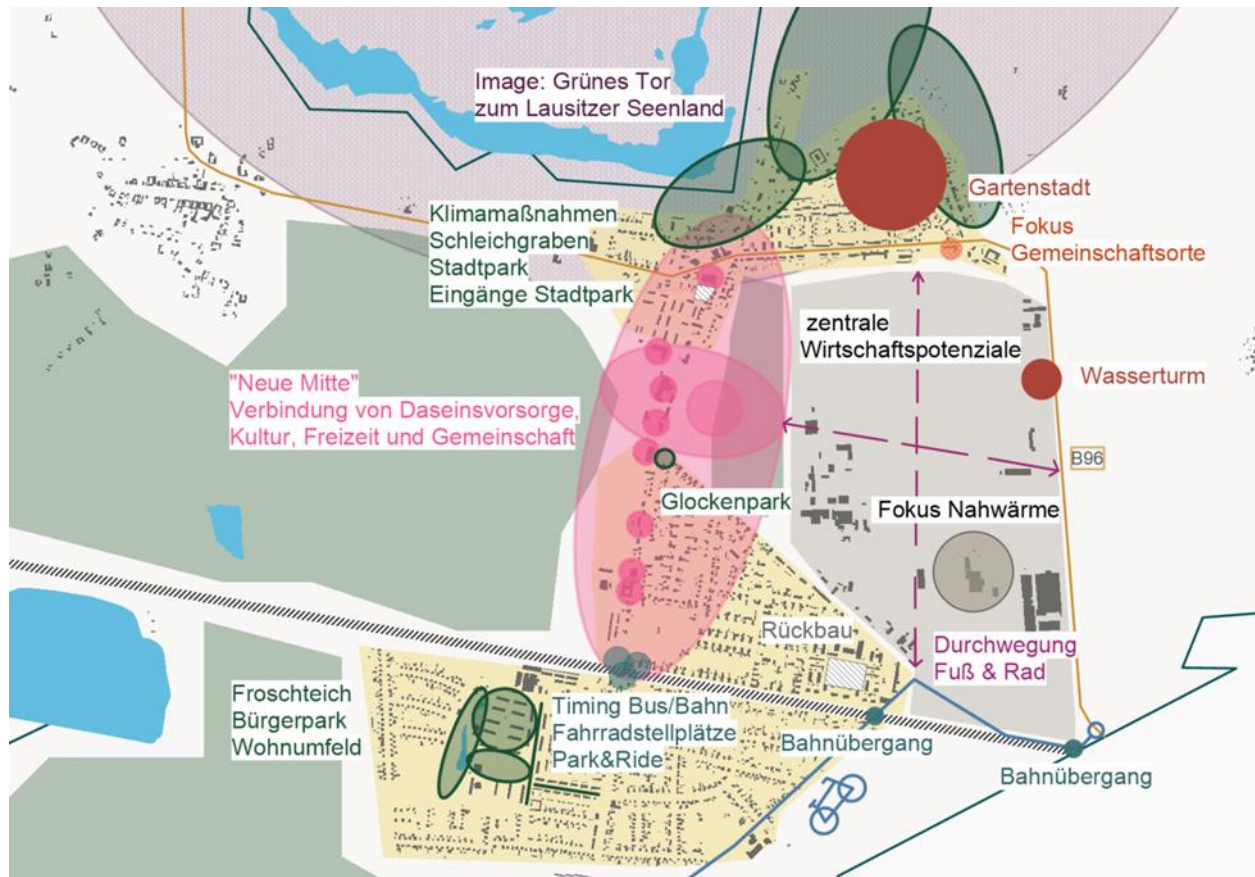 Image: Grünes Tor
zum Lausitzer Seenland
Gartenstadt
Klimamaßnahmen
Schleichgraben
Stadtpark
Eingänge Stadtpark
Fokus
Gemeinschaftsorte
zentrale
Wirtschaftspotenziale
"Neue Mitte"
Verbindung von Daseinsvorsorge,
Kultur, Freizeit und Gemeinschaft
Wasserturm
B96
Glockenpark
Fokus Nahwärme
Rückbau
Durchwegung
Fuß & Rad
Froschteich
Bürgerpark
Wohnumfeld
Timing Bus/Bahn
Fahrradstellplätze
Park&Ride
Bahnübergang
Bahnübergang